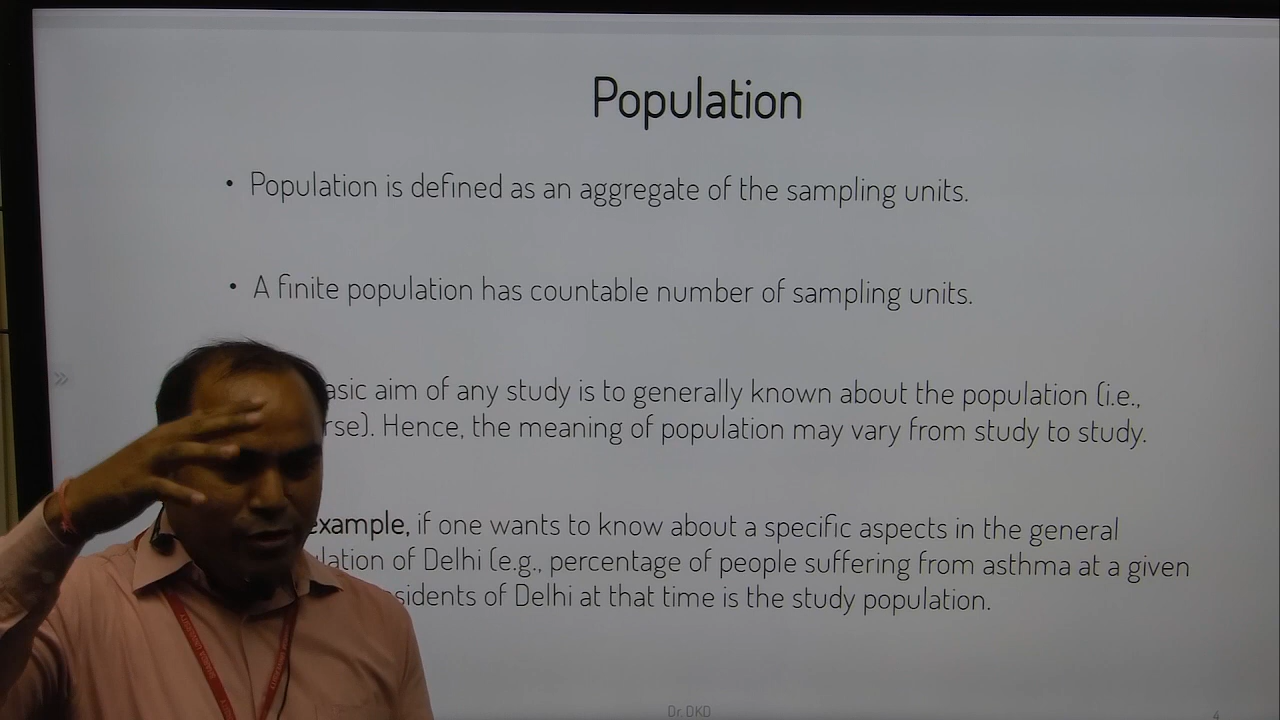 Population
• Population is defined as an aggregate of the sampling units.
• A finite population has countable number of sampling units.
»
asic aim of any study is to generally known about the population (i.e.,
rse). Hence, the meaning of population may vary from study to study.
example, if one wants to know about a specific aspects in the general
lation of Delhi (e.g., percentage of people suffering from asthma at a given
sidents of Delhi at that time is the study population.
Dr. DKD
4